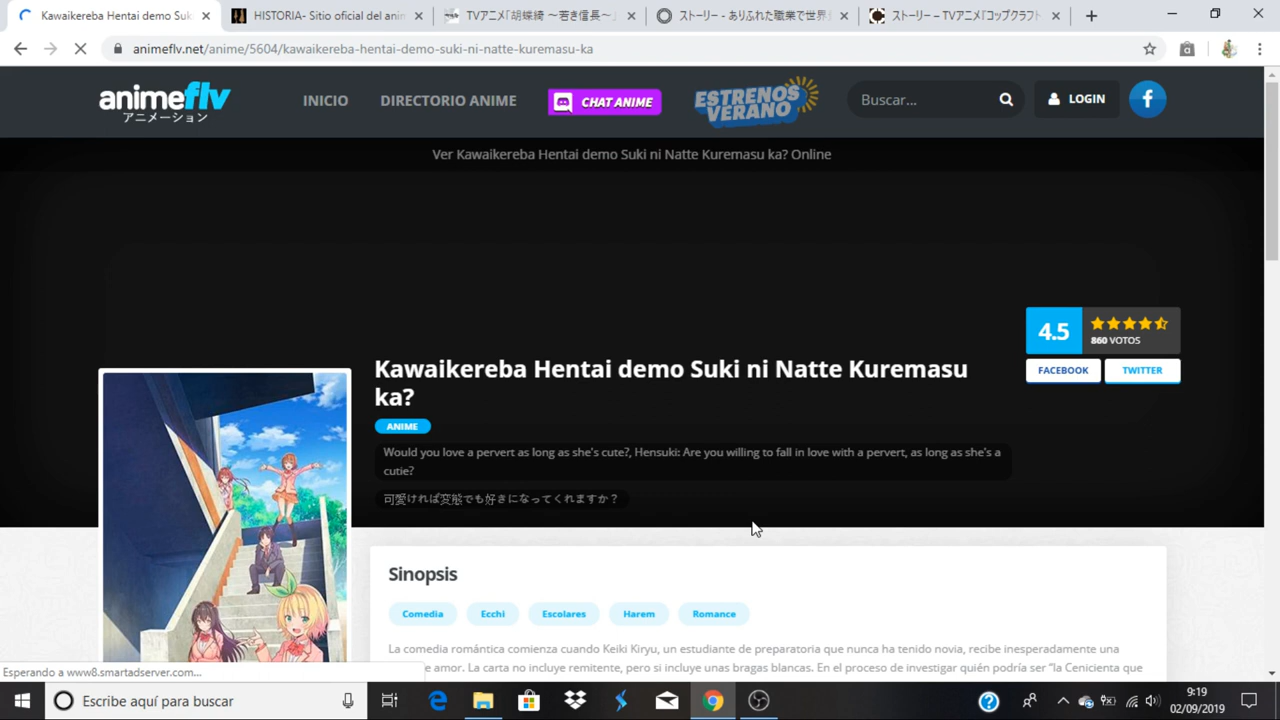 Kawaikereba Hentai demo Suk
HISTORIA- Sitio oficial del anim
TVアニメ「胡蝶綺 〜若き信長〜」
ストーリー - ありふれた職業で世界
ストーリー – TVアニメ『コップクラフト
animeflv.net/anime/5604/kawaikereba-hentai-demo-suki-ni-natte-kuremasu-ka
animeflv
アニメーション
INICIO
DIRECTORIO ANIME
CHAT ANIME
ESTRENOS
VERANO
Buscar...
LOGIN
Ver Kawaikereba Hentai demo Suki ni Natte Kuremasu ka? Online
4.5
860 VOTOS
FACEBOOK
TWITTER
Kawaikereba Hentai demo Suki ni Natte Kuremasu
ka?
ANIME
Would you love a pervert as long as she's cute?, Hensuki: Are you willing to fall in love with a pervert, as long as she's a
cutie?
可愛ければ変態でも好きになってくれますか？
Sinopsis
Comedia
Ecchi
Escolares
Harem
Romance
La comedia romántica comienza cuando Keiki Kiryu, un estudiante de preparatoria que nunca ha tenido novia, recibe inesperadamente una
e amor. La carta no incluye remitente, pero si incluye unas bragas blancas. En el proceso de investigar quién podría ser “la Cenicienta que
Esperando a www8.smartadserver.com...
Escribe aquí para buscar
9:19
02/09/2019